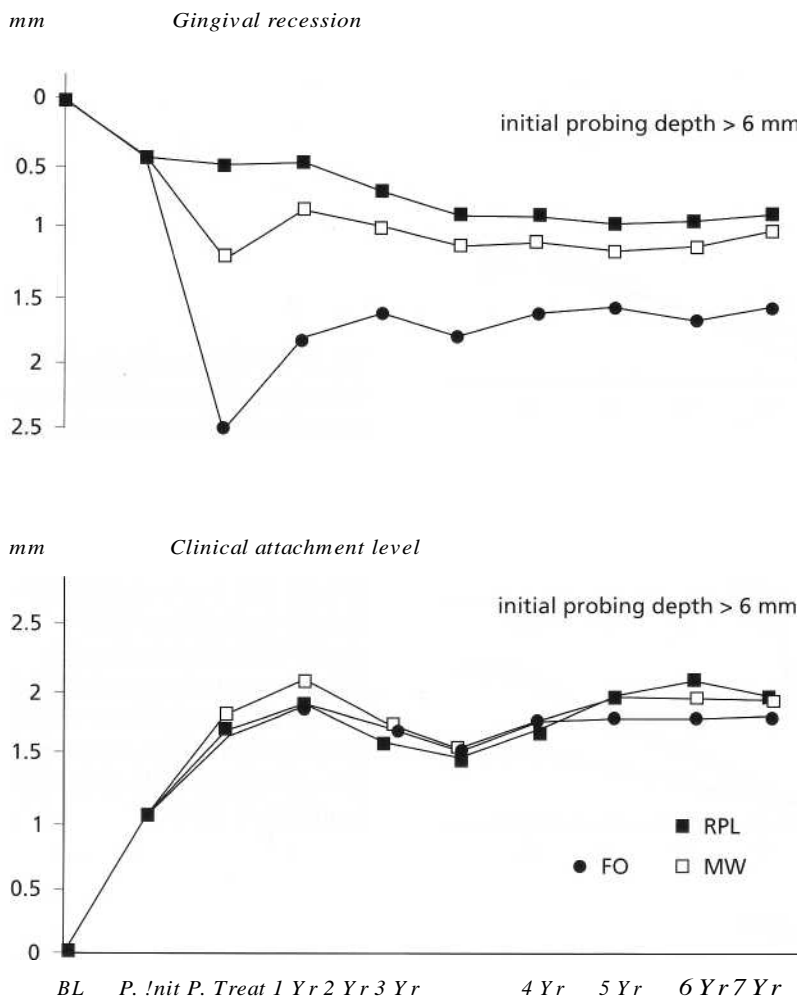 mm Gingival recession
0
initial probing depth > 6 mm
0.5
1
1.5
2
2.5
mm Clinical attachment level
initial probing depth > 6 mm
2.5
2
1.5
1
RPL
FO MW
0.5
0
BL P. !nit P. Treat 1 Yr 2 Yr 3 Yr 4 Yr 5 Yr 6 Yr 7 Yr